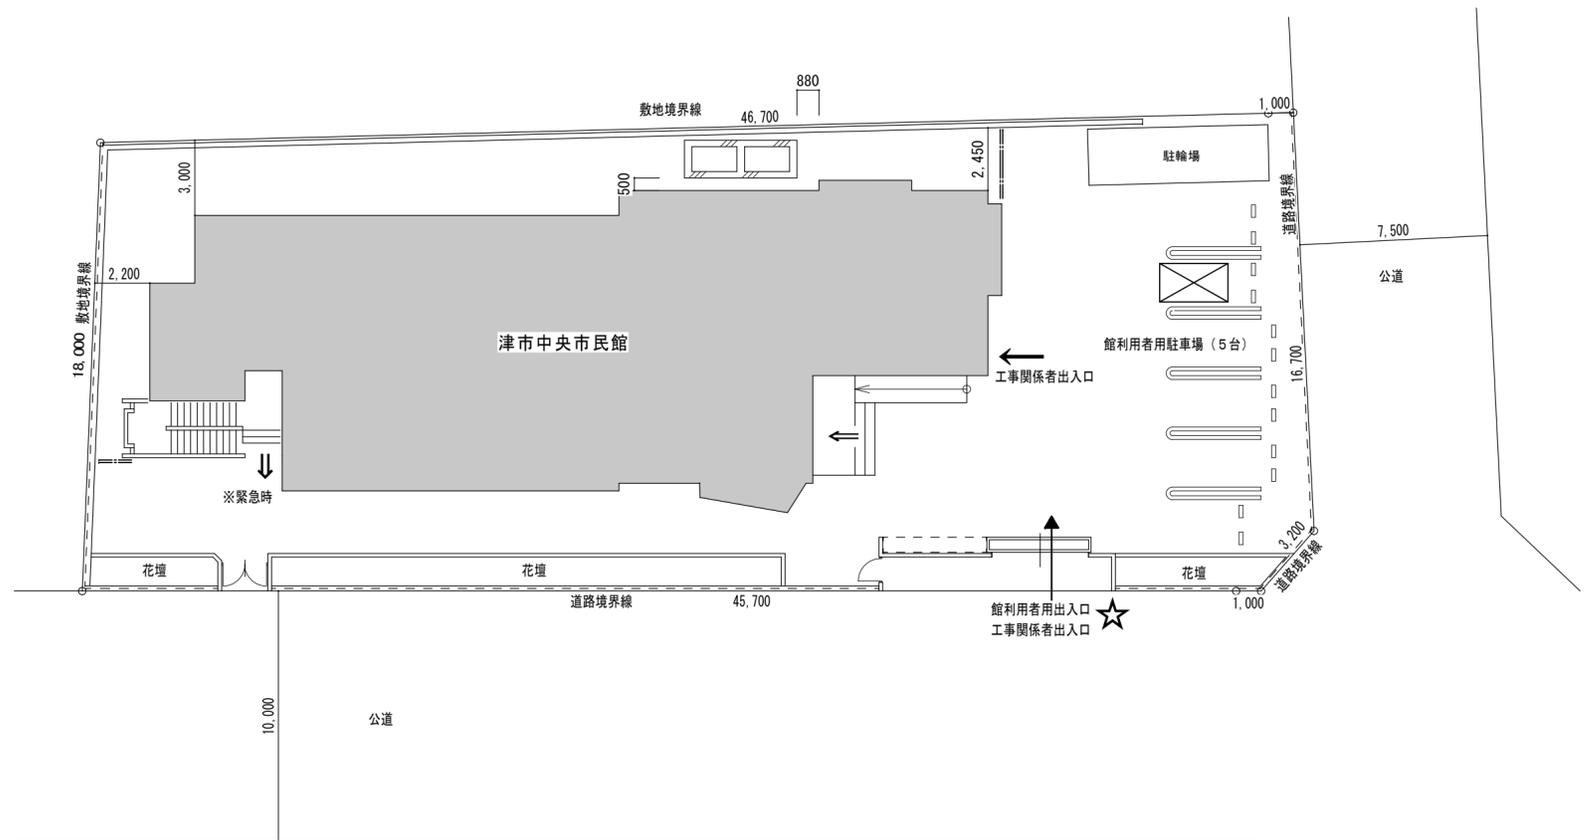 880
敷地境界線
46,700
1,000
3,000
500
2,450
駐輪場
道路境界線
7,500
公道
2,200
18,000 敷地境界線
津市中央市民館
館利用者用駐車場(5台)
16,700
工事関係者出入口
※緊急時
3,200
道路境界線
花壇
花壇
花壇
道路境界線
45,700
1,000
館利用者用出入口
工事関係者出入口
10,000
公道